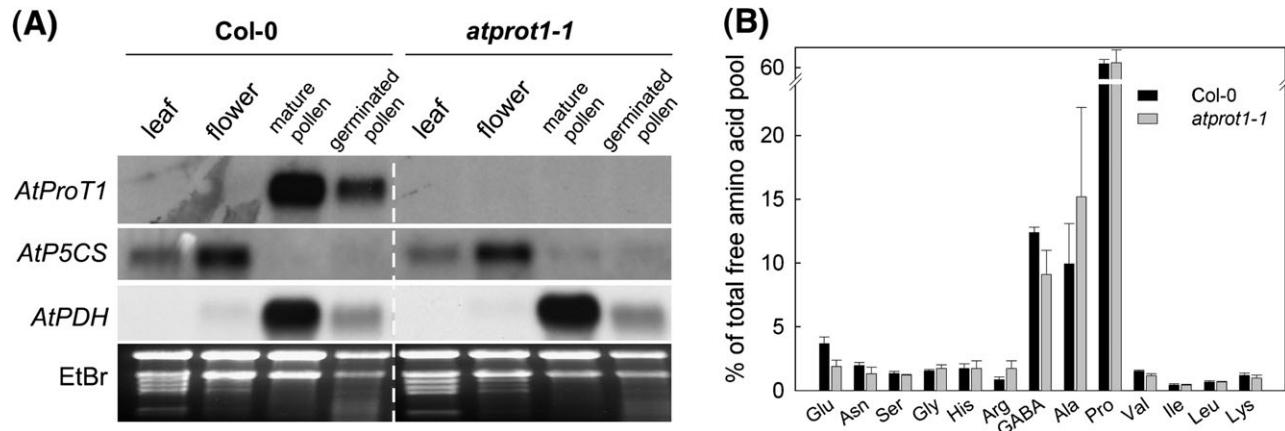 (A)
Col-0
atprot1-1
leaf
flower
mature
pollen
germinated
pollen
leaf
flower
mature
pollen
germinated
pollen
AtProT1
AtP5CS
AtPDH
EtBr
(B)
% of total free amino acid pool
60
20
15
10
5
0
Col-0
atprot1-1
Glu
Asn
Ser
Gly
His
Arg
GABA
Ala
Pro
Val
Ile
Leu
Lys